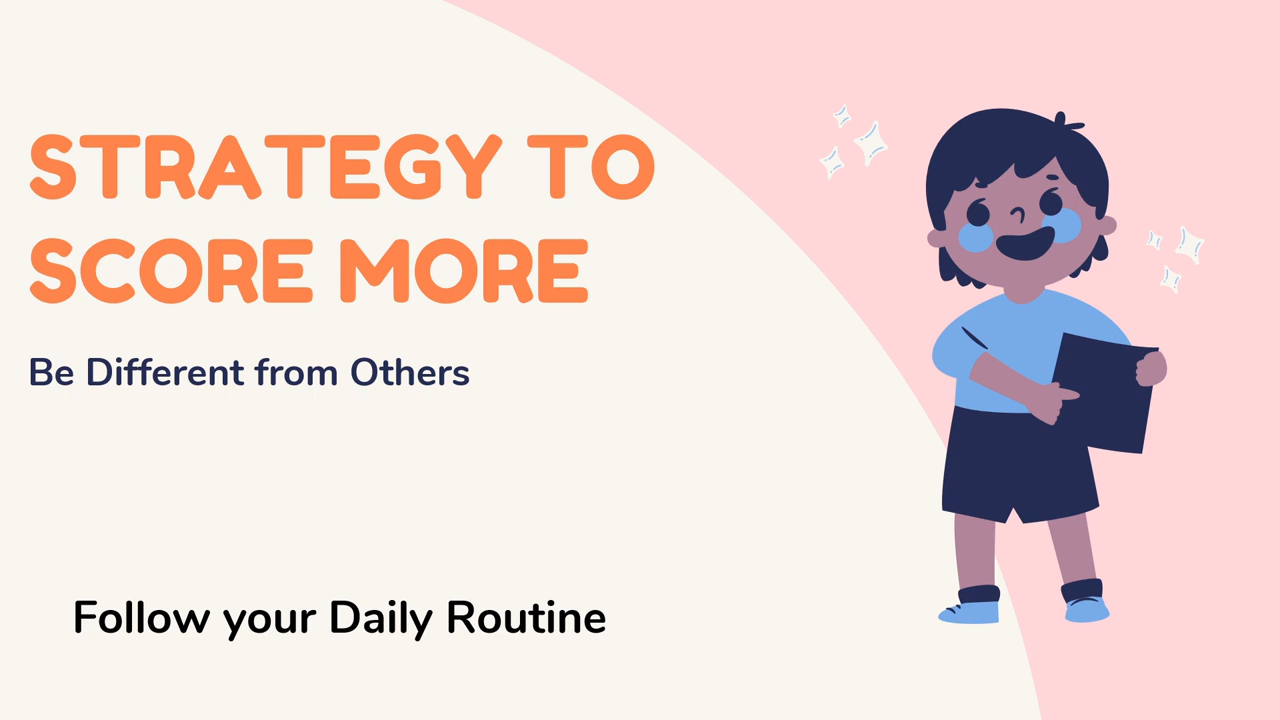 STRATEGY TO
SCORE MORE
Be Different from Others
Follow your Daily Routine